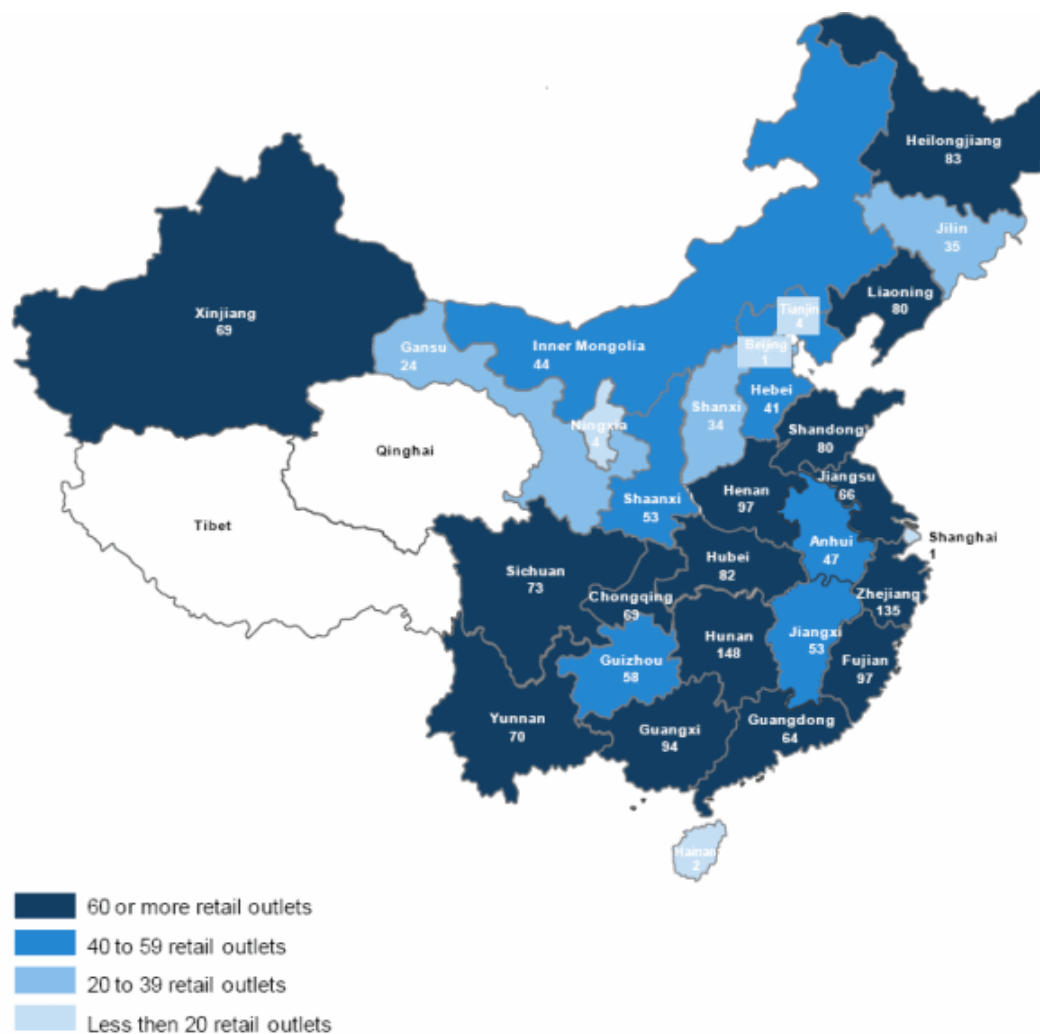 Heilongjiang
83
Jilin
35
Liaoning
80
Xinjiang
69
Tianjin
4
Gansu
24
Inner Mongolia
44
Beijing
1
Hebei
41
Shanxi
34
Ningxia
4
Shandong
80
Qinghai
Jiangsu
66
Henan
97
Shaanxi
53
Tibet
Anhui
47
Shanghai
1
Hubei
82
Sichuan
73
Chongqing
69
Zhejiang
135
Hunan
148
Jiangxi
53
Guizhou
58
Fujian
97
Yunnan
70
Guangxi
94
Guangdong
64
Hainan
2
60 or more retail outlets
40 to 59 retail outlets
20 to 39 retail outlets
Less then 20 retail outlets